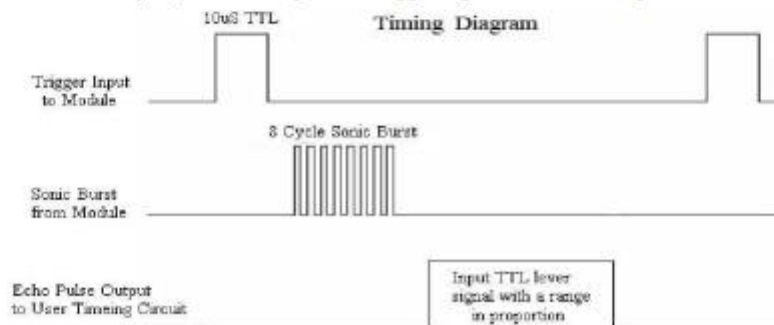 10uS TTL
Timing Diagram
Trigger Input
to Module
8 Cycle Sonic Burst
Sonic Burst
from Module
Echo Pulse Output
to User Timeing Circuit
Input TTL lever
signal with a range
in proportion